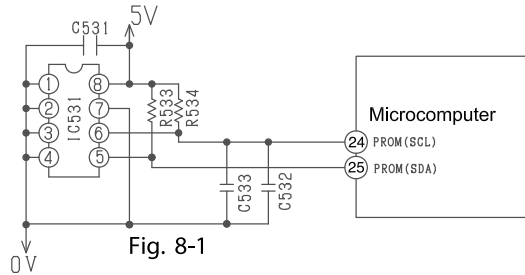 C531
5V
1
8
R533
R534
2
7
IC531
Microcomputer
3
6
24 PROM(SCL)
4
5
25 PROM(SDA)
C533
C532
0V
Fig. 8-1